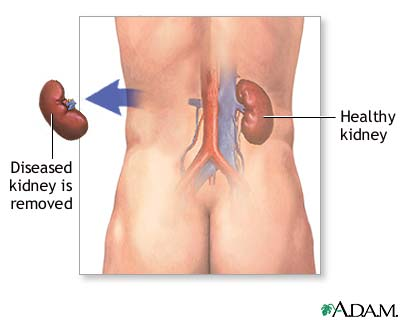 Healthy
kidney
Diseased
kidney is
removed
A.D.A.M.